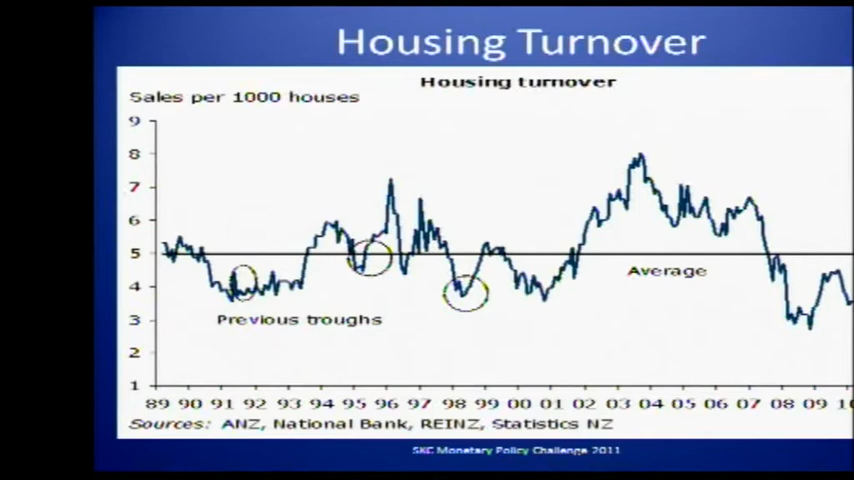 Housing Turnover
Housing turnover
Sales per 1000 houses
9
8
7
6
5
4
3
2
1
Average
Previous troughs
89 90 91 92 93 94 95 96 97 98 99 00 01 02 03 04 05 06 07 08 09
Sources: ANZ, National Bank, REINZ, Statistics NZ
SKC Monetary Policy Challenge 2011